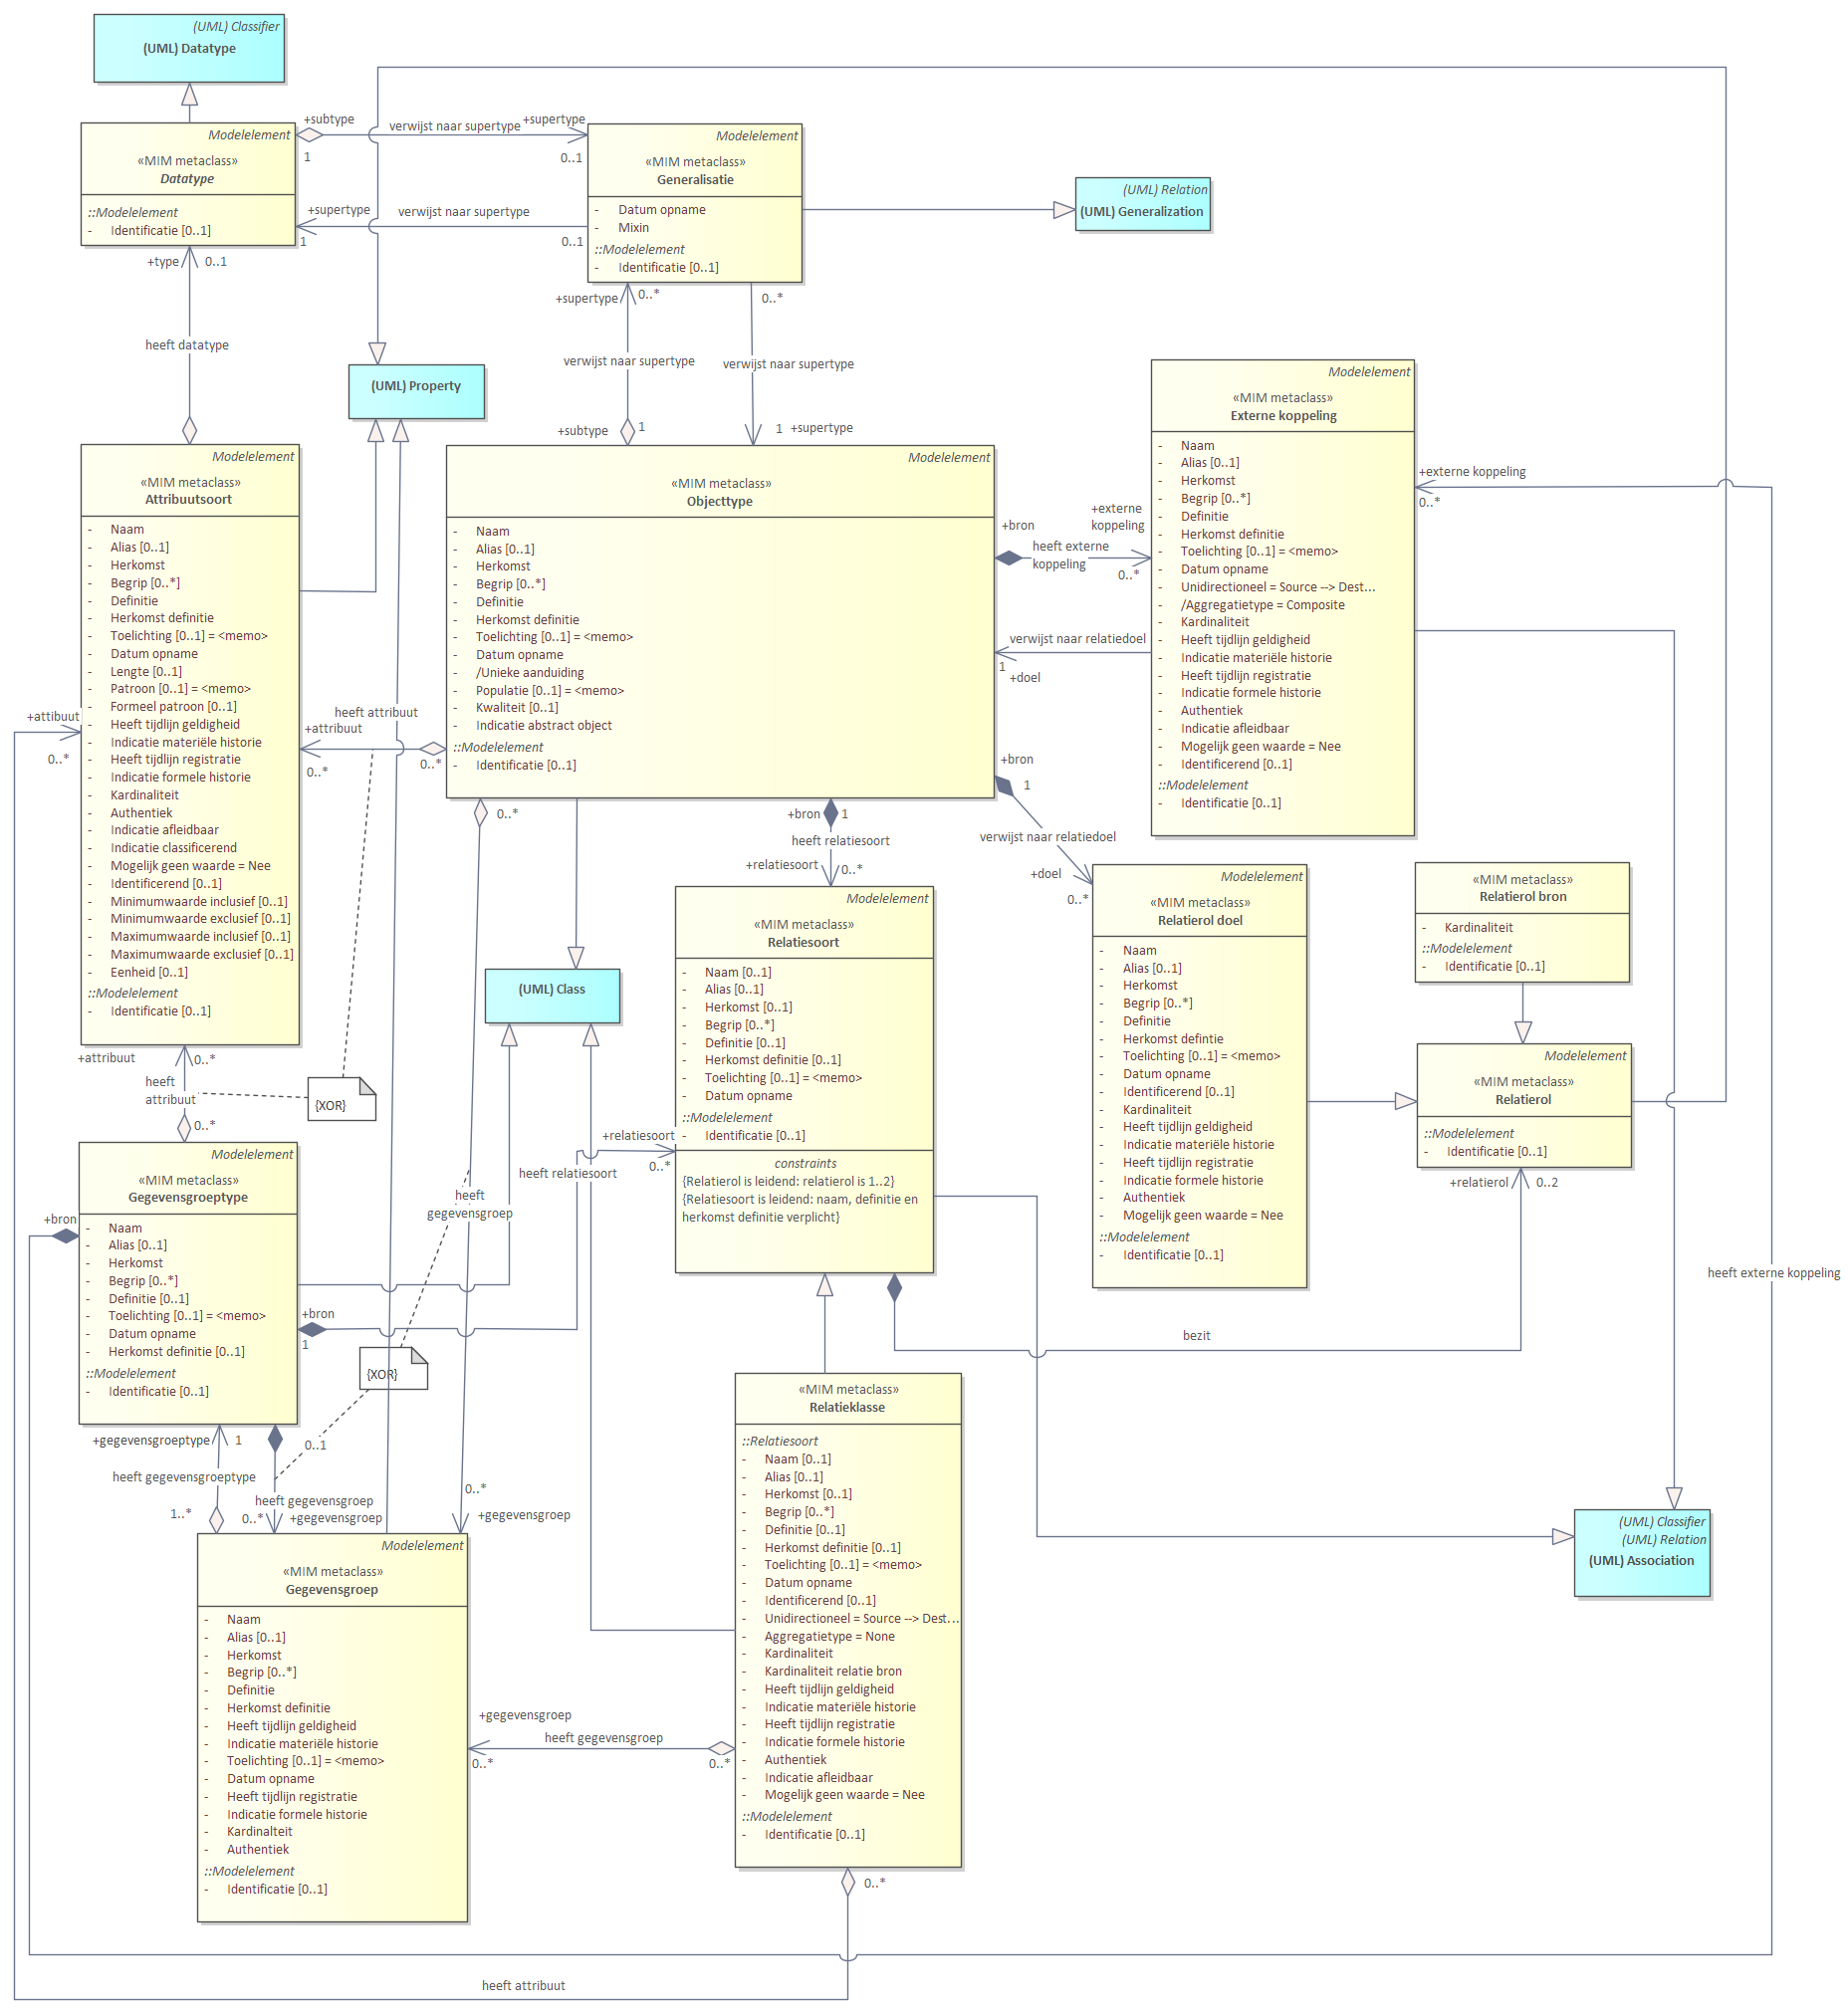 (UML) Classifier
(UML) Datatype
Modelelement
«MIM metaclass»
Datatype
::Modelelement
- Identificatie [0..1]
+subtype
1
verwijst naar supertype
+supertype
0..1
+supertype
1
verwijst naar supertype
0..1
Modelelement
«MIM metaclass»
Generalisatie
- Datum opname
- Mixin
::Modelelement
- Identificatie [0..1]
(UML) Relation
(UML) Generalization
+type
0..1
heeft datatype
+supertype
0..*
verwijst naar supertype
+subtype
1
0..*
verwijst naar supertype
1
+supertype
(UML) Property
Modelelement
«MIM metaclass»
Attribuutsoort
- Naam
- Alias [0..1]
- Herkomst
- Begrip [0..*]
- Definitie
- Herkomst definitie
- Toelichting [0..1] = <memo>
- Datum opname
- Lengte [0..1]
- Patroon [0..1] = <memo>
- Formeel patroon [0..1]
- Heeft tijdlijn geldigheid
- Indicatie materiële historie
- Heeft tijdlijn registratie
- Indicatie formele historie
- Kardinaliteit
- Authentiek
- Indicatie afleidbaar
- Indicatie classificerend
- Mogelijk geen waarde = Nee
- Identificerend [0..1]
- Minimumwaarde inclusief [0..1]
- Minimumwaarde exclusief [0..1]
- Maximumwaarde inclusief [0..1]
- Maximumwaarde exclusief [0..1]
- Eenheid [0..1]
::Modelelement
- Identificatie [0..1]
+attibuut
0..*
heeft attribuut
+attribuut
0..*
0..*
Modelelement
«MIM metaclass»
Objecttype
- Naam
- Alias [0..1]
- Herkomst
- Begrip [0..*]
- Definitie
- Herkomst definitie
- Toelichting [0..1] = <memo>
- Datum opname
- /Unieke aanduiding
- Populatie [0..1] = <memo>
- Kwaliteit [0..1]
- Indicatie abstract object
::Modelelement
- Identificatie [0..1]
Modelelement
«MIM metaclass»
Externe koppeling
- Naam
- Alias [0..1]
- Herkomst
- Begrip [0..*]
- Definitie
- Herkomst definitie
- Toelichting [0..1] = <memo>
- Datum opname
- Unidirectioneel = Source --> Dest...
- /Aggregatietype = Composite
- Kardinaliteit
- Heeft tijdlijn geldigheid
- Indicatie materiële historie
- Heeft tijdlijn registratie
- Indicatie formele historie
- Authentiek
- Indicatie afleidbaar
- Mogelijk geen waarde = Nee
- Identificerend [0..1]
::Modelelement
- Identificatie [0..1]
+externe koppeling
0..*
+bron
heeft externe
koppeling
+externe
koppeling
0..*
verwijst naar relatiedoel
1
+doel
+bron
1
verwijst naar relatiedoel
+doel
0..*
0..*
+bron
1
heeft relatiesoort
+relatiesoort
0..*
Modelelement
«MIM metaclass»
Relatiesoort
- Naam [0..1]
- Alias [0..1]
- Herkomst [0..1]
- Begrip [0..*]
- Definitie [0..1]
- Herkomst definitie [0..1]
- Toelichting [0..1] = <memo>
- Datum opname
::Modelelement
- Identificatie [0..1]
constraints
{Relatierol is leidend: relatierol is 1..2}
{Relatiesoort is leidend: naam, definitie en
herkomst definitie verplicht}
Modelelement
«MIM metaclass»
Relatierol doel
- Naam
- Alias [0..1]
- Herkomst
- Begrip [0..*]
- Definitie
- Herkomst defintie
- Toelichting [0..1] = <memo>
- Datum opname
- Identificerend [0..1]
- Kardinaliteit
- Heeft tijdlijn geldigheid
- Indicatie materiële historie
- Heeft tijdlijn registratie
- Indicatie formele historie
- Authentiek
- Mogelijk geen waarde = Nee
::Modelelement
- Identificatie [0..1]
«MIM metaclass»
Relatierol bron
- Kardinaliteit
::Modelelement
- Identificatie [0..1]
Modelelement
«MIM metaclass»
Relatierol
::Modelelement
- Identificatie [0..1]
+relatierol
0..2
bezit
(UML) Class
+attribuut
0..*
heeft
attribuut
0..*
{XOR}
+relatiesoort
0..*
heeft relatiesoort
heeft
gegevensgroep
Modelelement
«MIM metaclass»
Gegevensgroeptype
- Naam
- Alias [0..1]
- Herkomst
- Begrip [0..*]
- Definitie [0..1]
- Toelichting [0..1] = <memo>
- Datum opname
- Herkomst definitie [0..1]
::Modelelement
- Identificatie [0..1]
+bron
+bron
1
{XOR}
heeft externe koppeling
+gegevensgroeptype
1
0..1
heeft gegevensgroeptype
1..*
heeft gegevensgroep
0..*
+gegevensgroep
0..*
+gegevensgroep
Modelelement
«MIM metaclass»
Gegevensgroep
- Naam
- Alias [0..1]
- Herkomst
- Begrip [0..*]
- Definitie
- Herkomst definitie
- Heeft tijdlijn geldigheid
- Indicatie materiële historie
- Toelichting [0..1] = <memo>
- Datum opname
- Heeft tijdlijn registratie
- Indicatie formele historie
- Kardinalteit
- Authentiek
::Modelelement
- Identificatie [0..1]
«MIM metaclass»
Relatieklasse
::Relatiesoort
- Naam [0..1]
- Alias [0..1]
- Herkomst [0..1]
- Begrip [0..*]
- Definitie [0..1]
- Herkomst definitie [0..1]
- Toelichting [0..1] = <memo>
- Datum opname
- Identificerend [0..1]
- Unidirectioneel = Source --> Dest...
- Aggregatietype = None
- Kardinaliteit
- Kardinaliteit relatie bron
- Heeft tijdlijn geldigheid
- Indicatie materiële historie
- Heeft tijdlijn registratie
- Indicatie formele historie
- Authentiek
- Indicatie afleidbaar
- Mogelijk geen waarde = Nee
::Modelelement
- Identificatie [0..1]
(UML) Classifier
(UML) Relation
(UML) Association
+gegevensgroep
heeft gegevensgroep
0..*
0..*
0..*
heeft attribuut